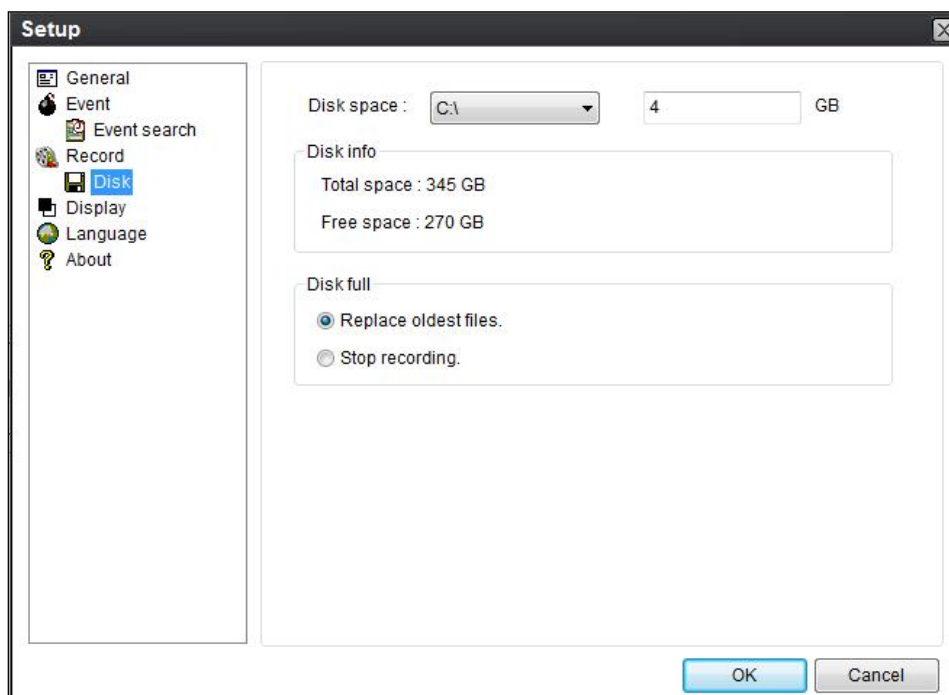 Setup
General
Event
Event search
Record
Disk
Display
Language
About
Disk space : C:\ 4 GB
Disk info
Total space : 345 GB
Free space : 270 GB
Disk full
Replace oldest files.
Stop recording.
OK Cancel